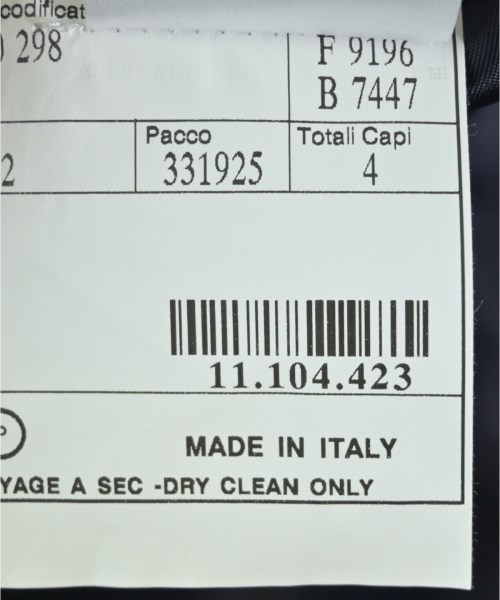 codificat
) 298
F 9196
B 7447
2
Pacco
331925
Totali Capi
4
11.104.423
P
MADE IN ITALY
YAGE A SEC -DRY CLEAN ONLY